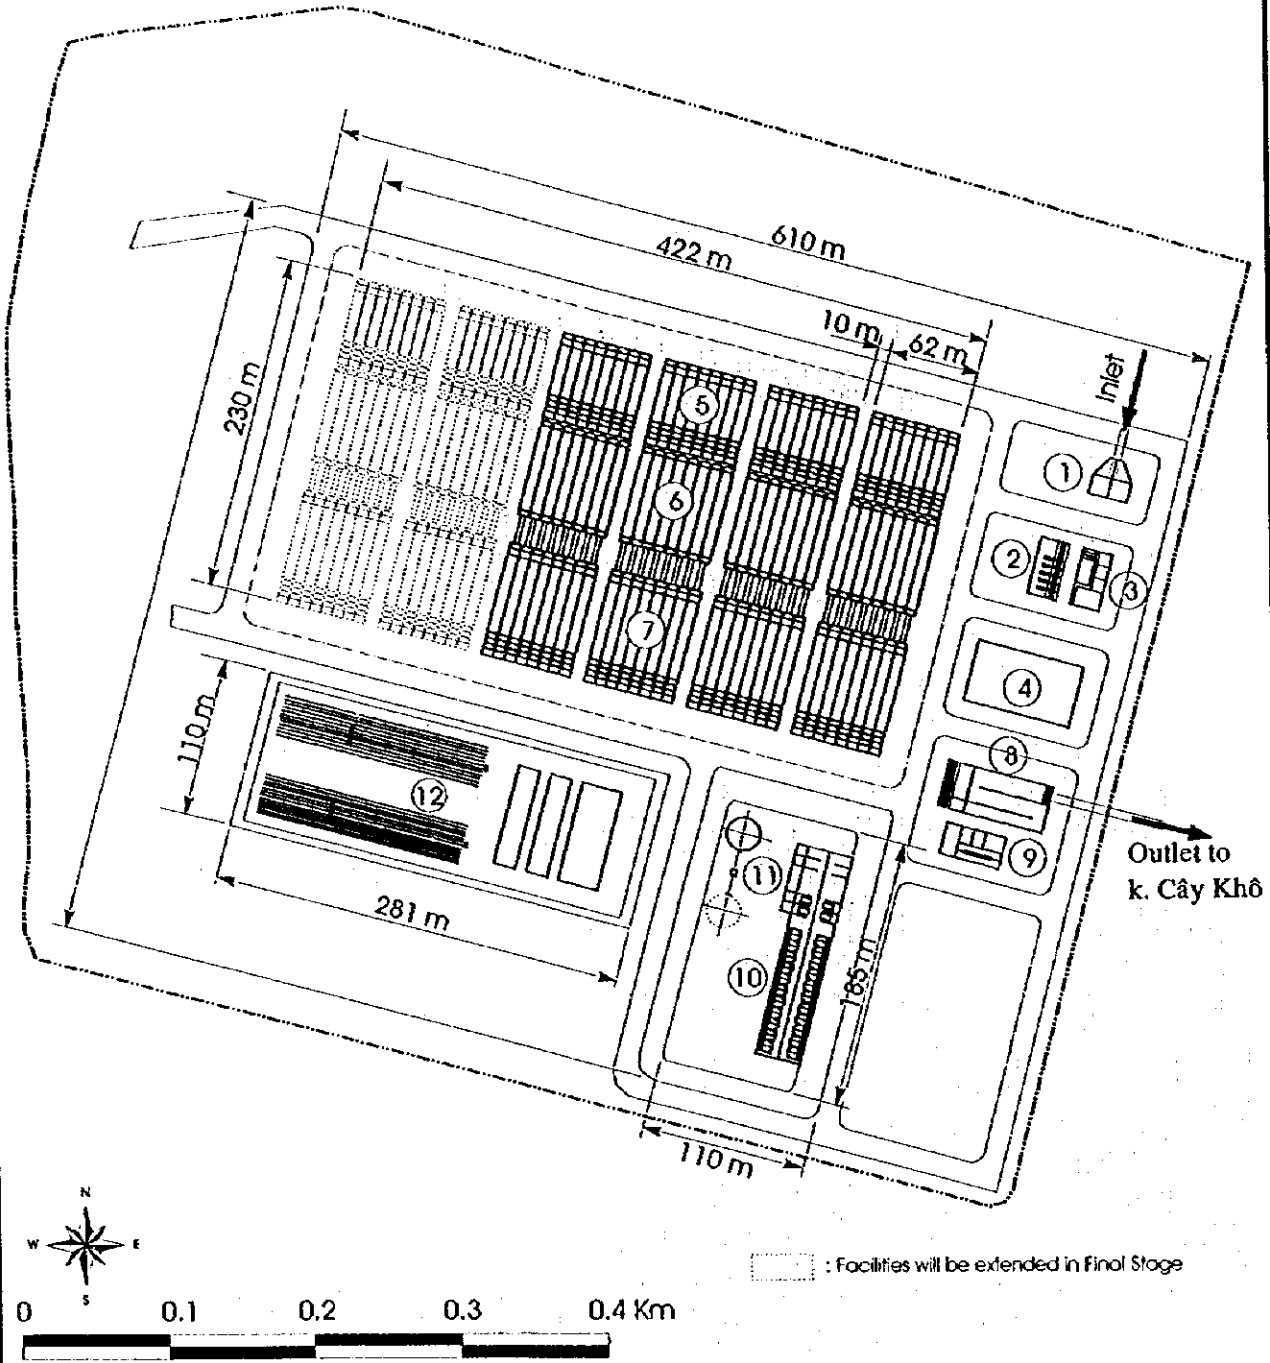 610 m
422 m
10 m
62 m
Inlet
230 m
1
2
3
4
5
6
7
8
9
10
11
12
110 m
281 m
185 m
110 m
Outlet to
k. Cây Khô
N
W
E
S
: Facilities will be extended in Final Stage
0 0.1 0.2 0.3 0.4 Km